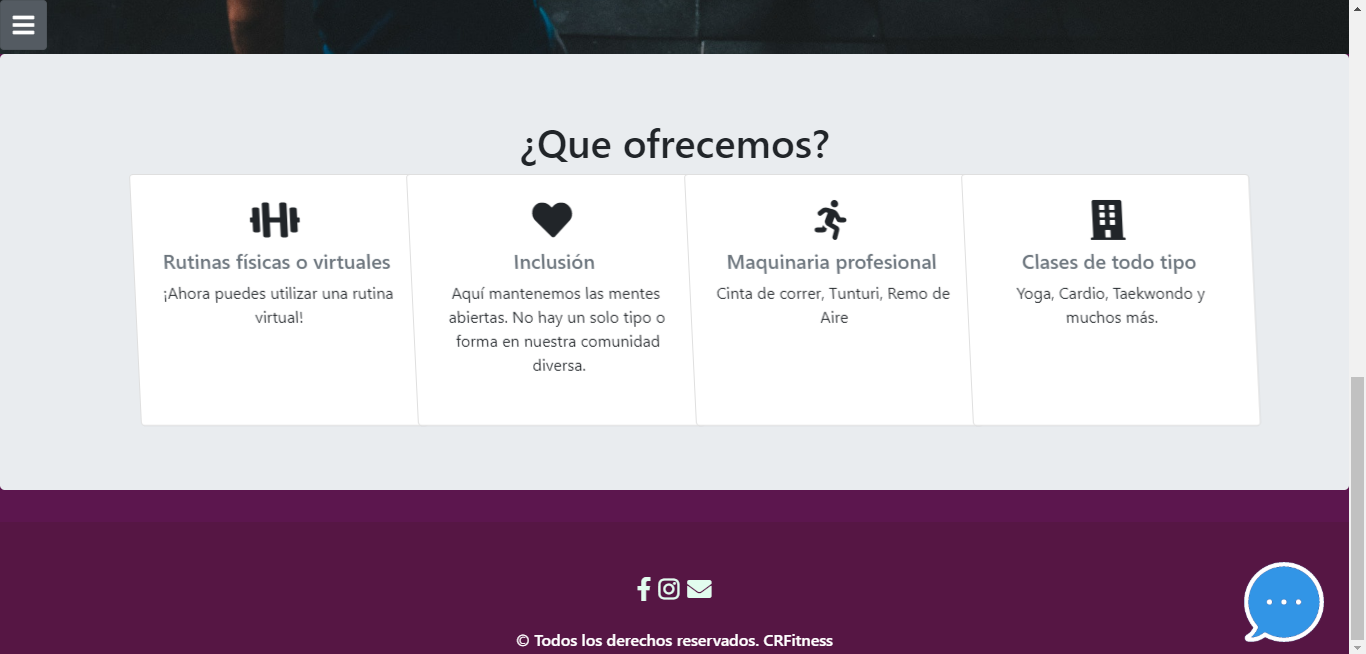 ¿Que ofrecemos?
Rutinas físicas o virtuales
¡Ahora puedes utilizar una rutina
virtual!
Inclusión
Aquí mantenemos las mentes
abiertas. No hay un solo tipo o
forma en nuestra comunidad
diversa.
Maquinaria profesional
Cinta de correr, Tunturi, Remo de
Aire
Clases de todo tipo
Yoga, Cardio, Taekwondo y
muchos más.
© Todos los derechos reservados. CRFitness